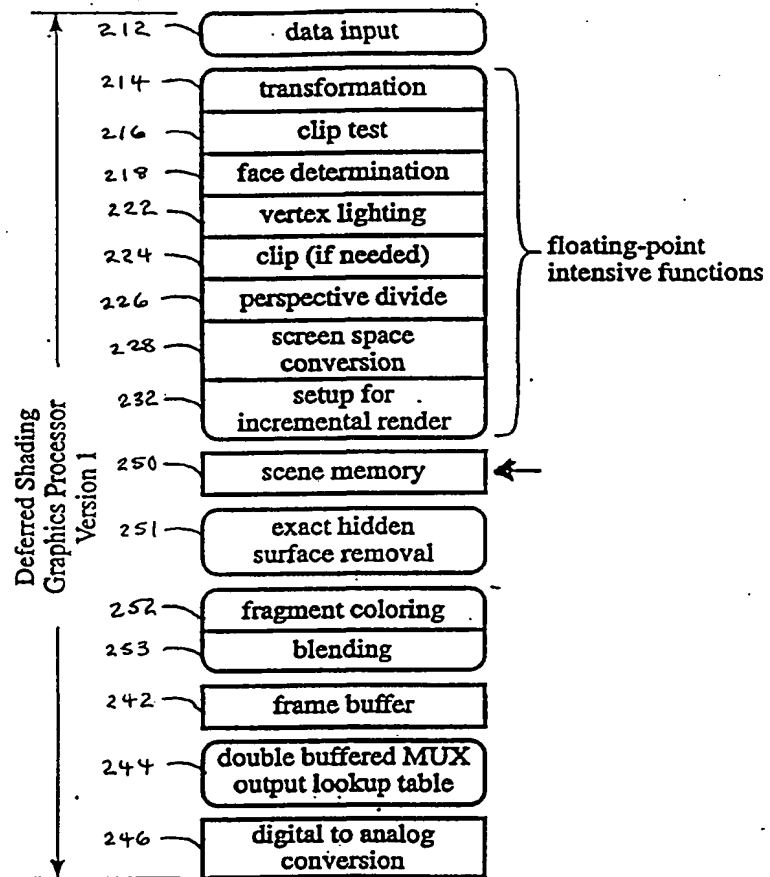 212
data input
214
transformation
216
clip test
218
face determination
222
vertex lighting
224
clip (if needed)
226
perspective divide
228
screen space
conversion
232
setup for
incremental render
floating-point
intensive functions
250
scene memory
251
exact hidden
surface removal
252
fragment coloring
253
blending
242
frame buffer
244
double buffered MUX
output lookup table
246
digital to analog
conversion
Deferred Shading
Graphics Processor
Version 1